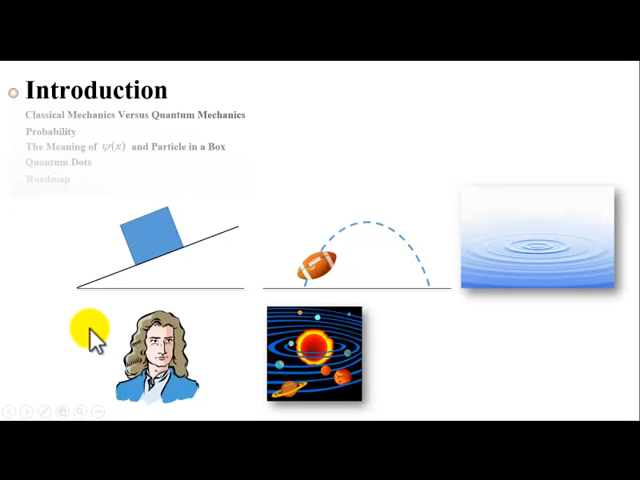 Introduction
Classical Mechanics Versus Quantum Mechanics
Probability
The Meaning of ψ(x) and Particle in a Box
Quantum Dots
Roadmap